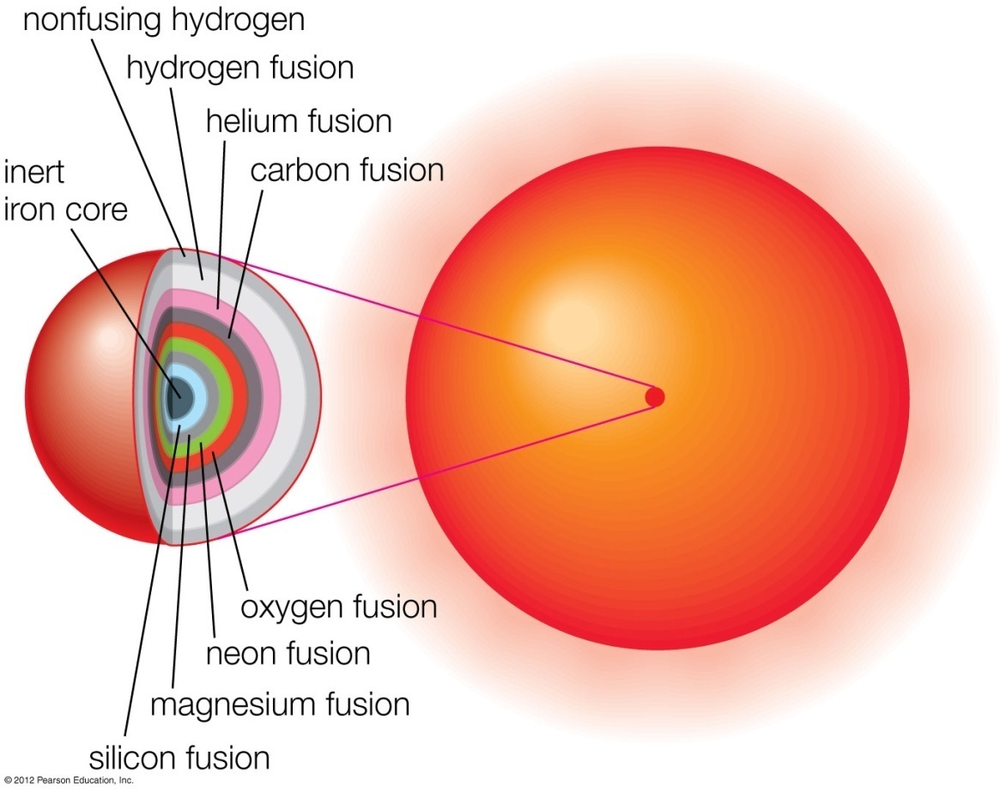 nonfusing hydrogen
hydrogen fusion
helium fusion
carbon fusion
inert
iron core
oxygen fusion
neon fusion
magnesium fusion
silicon fusion
© 2012 Pearson Education, Inc.